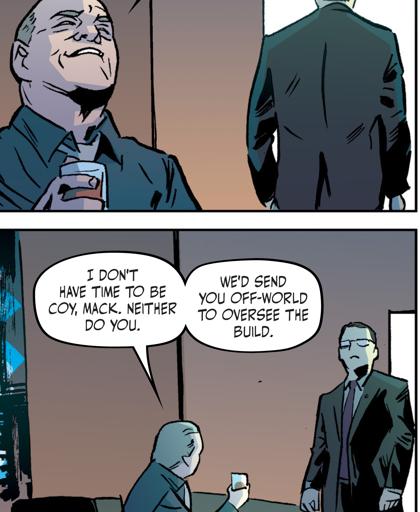 I DON'T
HAVE TIME TO BE
COY, MACK. NEITHER
DO YOU.
WE'D SEND
YOU OFF-WORLD
TO OVERSEE THE
BUILD.